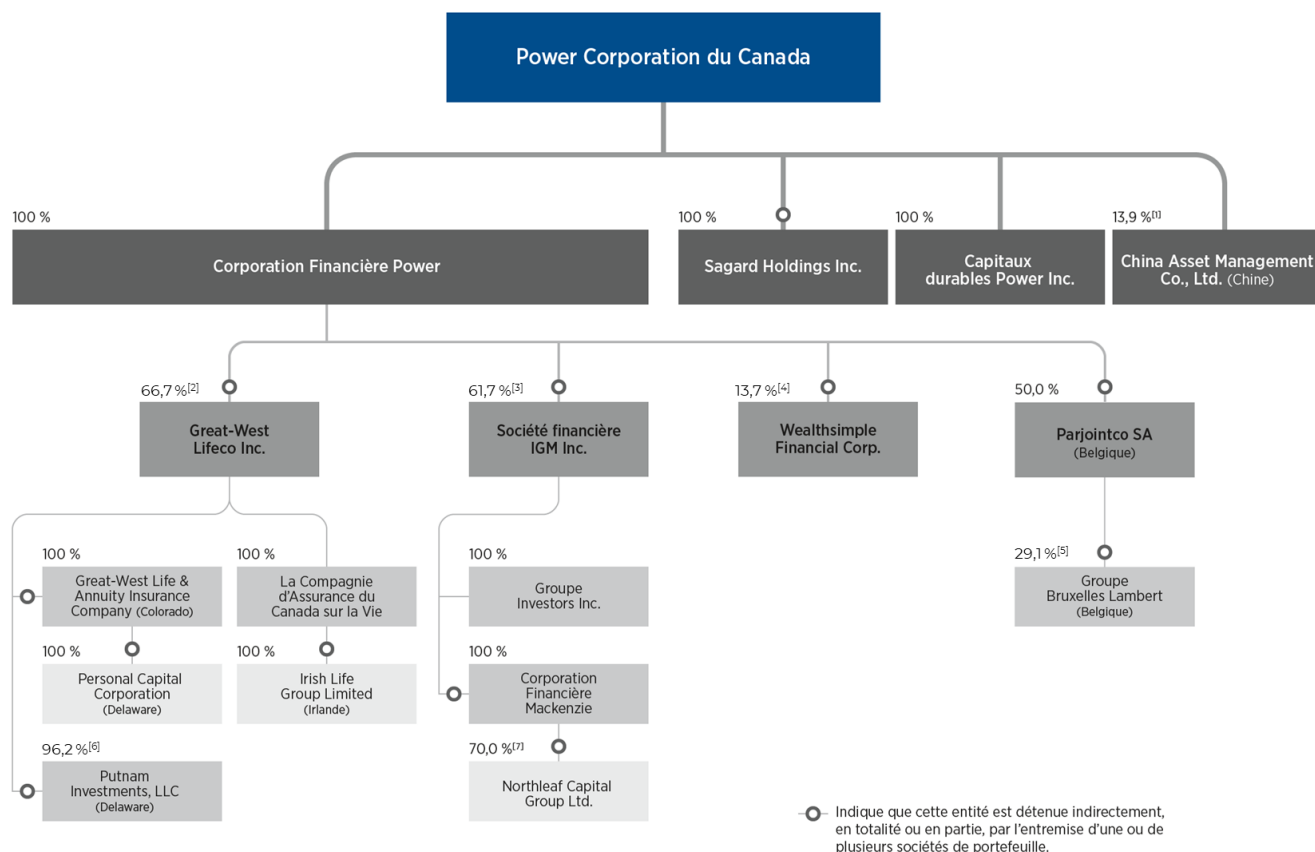 Power Corporation du Canada
100 %
100 %
100 %
13,9 %[1]
Corporation Financière Power
Sagard Holdings Inc.
Capitaux
durables Power Inc.
China Asset Management
Co., Ltd. (Chine)
66,7 %[2]
61,7 %[3]
13,7 %[4]
50,0 %
Great-West
Lifeco Inc.
Société financière
IGM Inc.
Wealthsimple
Financial Corp.
Parjointco SA
(Belgique)
100 %
100 %
100 %
29,1 %[5]
Great-West Life &
Annuity Insurance
Company (Colorado)
La Compagnie
d'Assurance du
Canada sur la Vie
Groupe
Investors Inc.
Groupe
Bruxelles Lambert
(Belgique)
100 %
100 %
100 %
Personal Capital
Corporation
(Delaware)
Irish Life
Group Limited
(Irlande)
Corporation
Financière
Mackenzie
96,2 %[6]
70,0 %[7]
Putnam
Investments, LLC
(Delaware)
Northleaf Capital
Group Ltd.
Indique que cette entité est détenue indirectement,
en totalité ou en partie, par l'entremise d'une ou de
plusieurs sociétés de portefeuille.